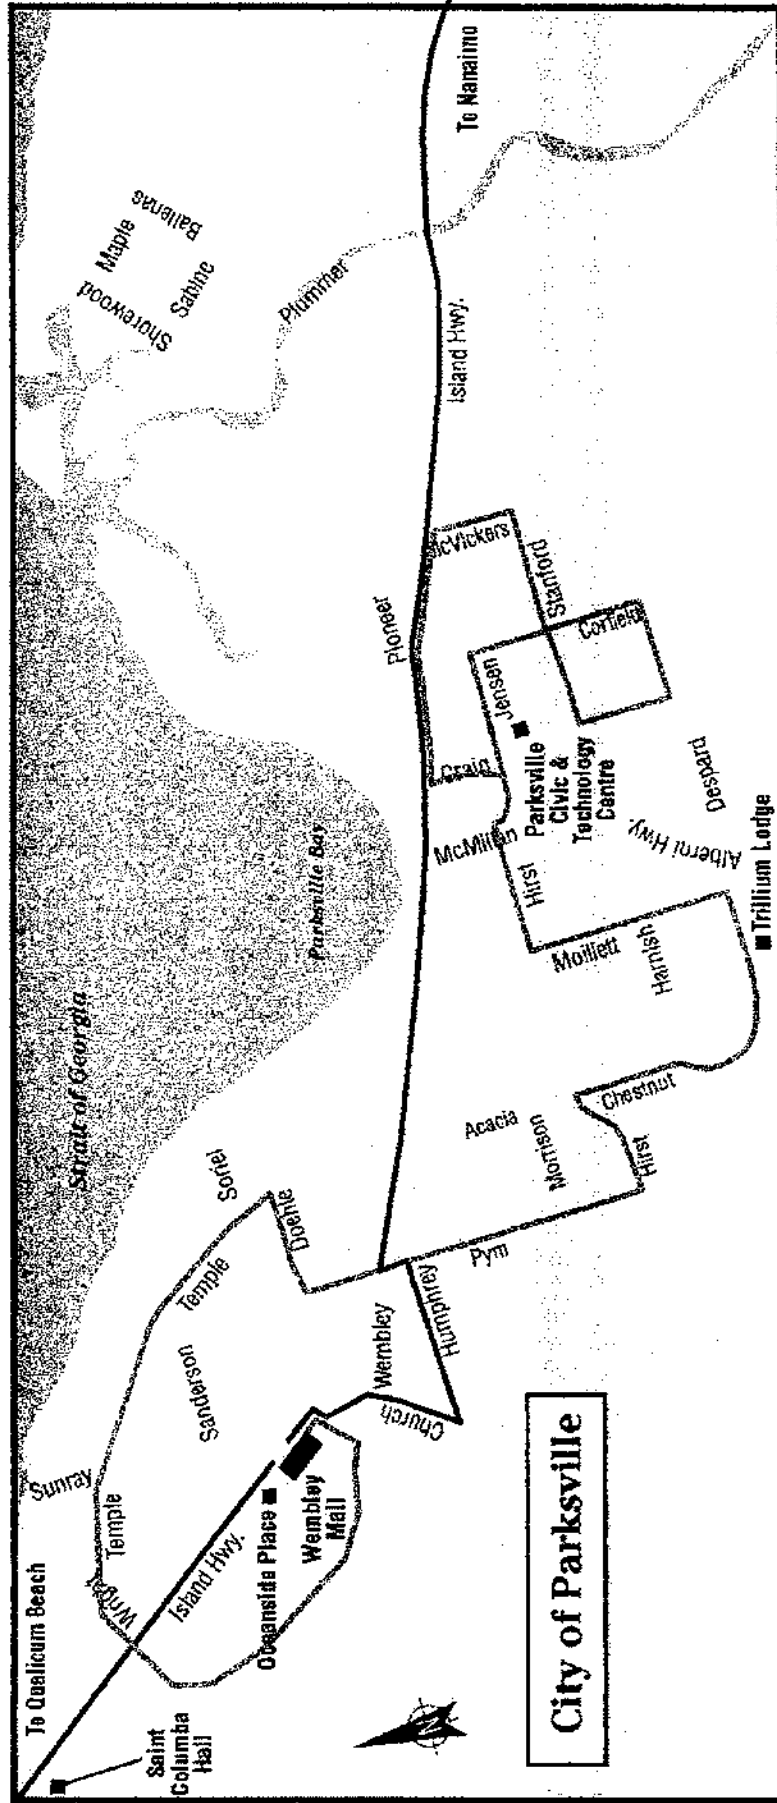 To Qualicum Beach
Saint
Columba
Hall
Sunray
Wright
Temple
Island Hwy.
Oceanside Place
Wembley
Mall
Sanderson
Temple
Soriel
Doehle
Church
Wembley
Humphrey
Pym
Strait of Georgia
Parksville Bay
Acacia
Morrison
Hirst
Chestnut
Moillett
Harnish
Hirst
McMillan
Craig
Pioneer
Jensen
Parksville
Civic &
Technology
Centre
Alberni Hwy.
Despard
Trillium Lodge
McVickers
Stanford
Corfield
Island Hwy.
Plummer
Shorewood
Maple
Ballenas
Sabine
To Nanaimo
N
City of Parksville